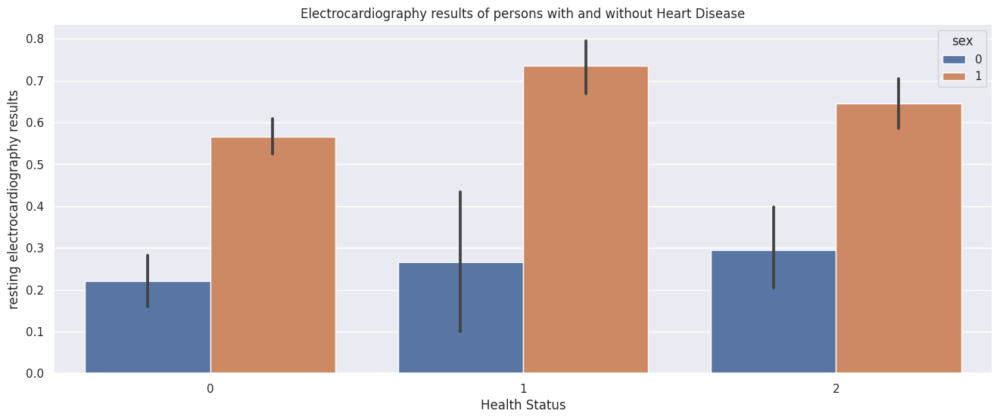 Electrocardiography results of persons with and without Heart Disease
sex
0
1
resting electrocardiography results
0.8
0.7
0.6
0.5
0.4
0.3
0.2
0.1
0.0
0 1 2
Health Status